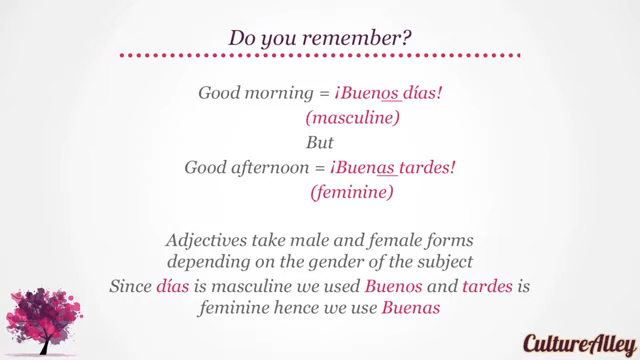 Do you remember?
Good morning = ¡Buenos días!
(masculine)
But
Good afternoon = ¡Buenas tardes!
(feminine)
Adjectives take male and female forms
depending on the gender of the subject
Since días is masculine we used Buenos and tardes is
feminine hence we use Buenas
CultureAlley